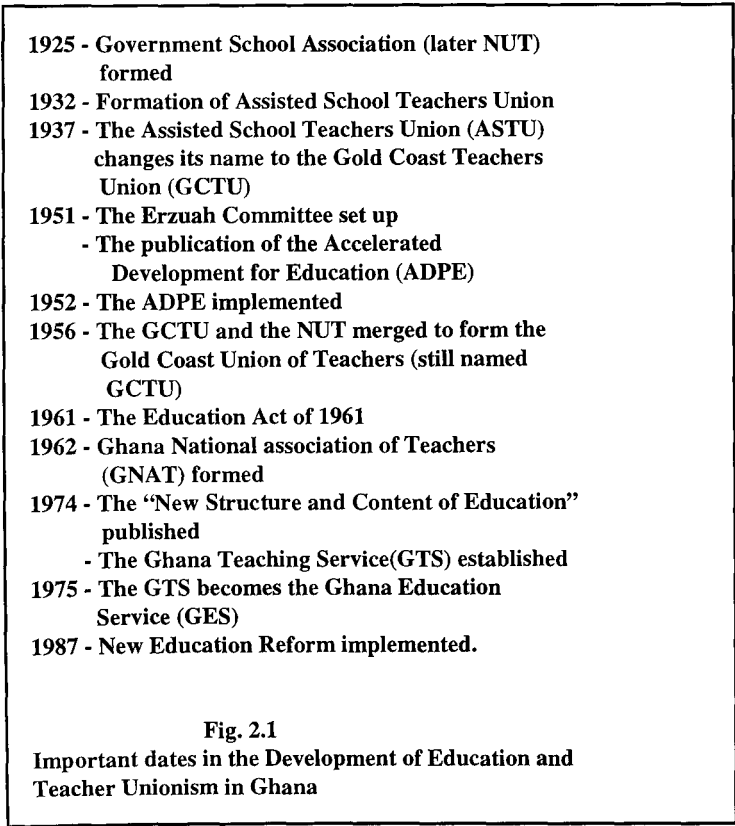 1925 - Government School Association (later NUT)
formed
1932 - Formation of Assisted School Teachers Union
1937 - The Assisted School Teachers Union (ASTU)
changes its name to the Gold Coast Teachers
Union (GCTU)
1951 - The Erzuah Committee set up
- The publication of the Accelerated
Development for Education (ADPE)
1952 - The ADPE implemented
1956 - The GCTU and the NUT merged to form the
Gold Coast Union of Teachers (still named
GCTU)
1961 - The Education Act of 1961
1962 - Ghana National association of Teachers
(GNAT) formed
1974 - The “New Structure and Content of Education”
published
- The Ghana Teaching Service(GTS) established
1975 - The GTS becomes the Ghana Education
Service (GES)
1987 - New Education Reform implemented.
Fig. 2.1
Important dates in the Development of Education and
Teacher Unionism in Ghana